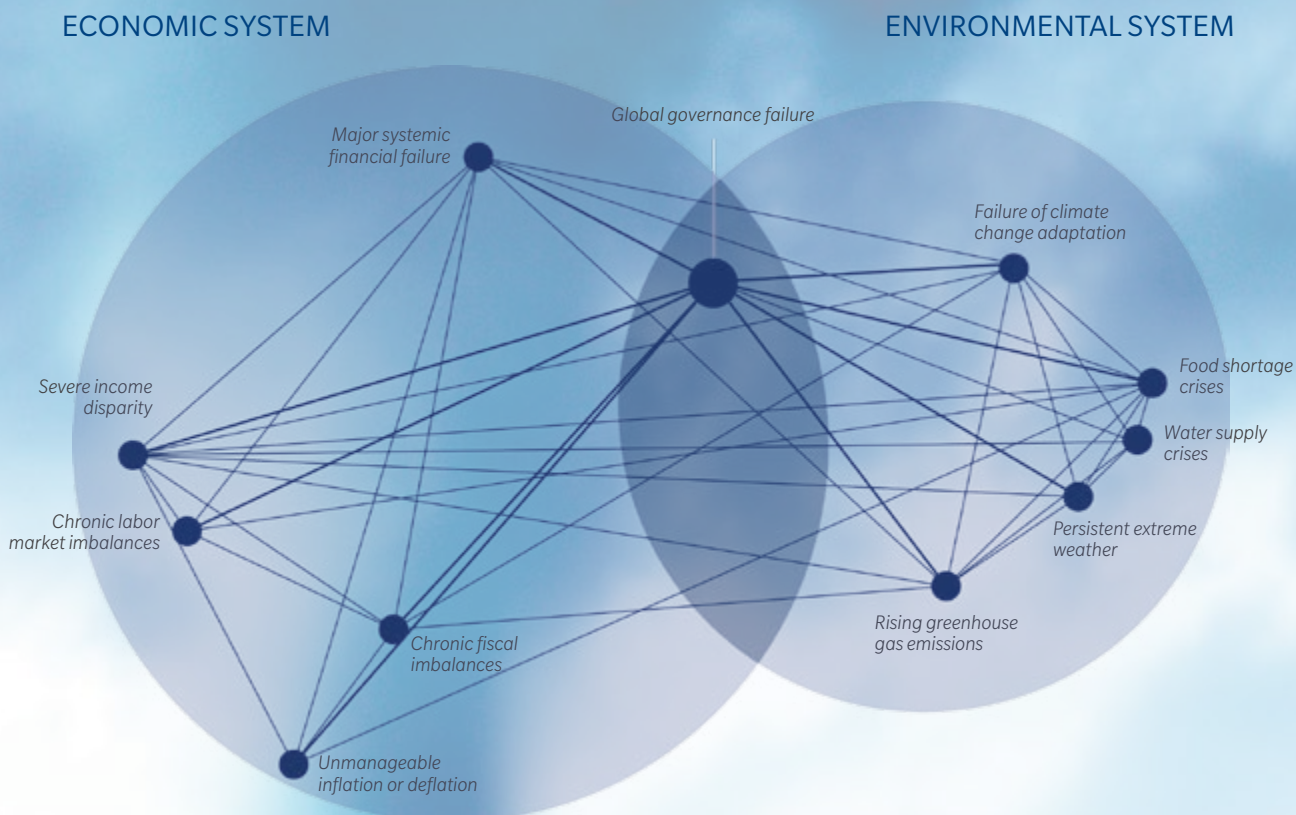 ECONOMIC SYSTEM
ENVIRONMENTAL SYSTEM
Global governance failure
Major systemic
financial failure
Failure of climate
change adaptation
Severe income
disparity
Food shortage
crises
Water supply
crises
Chronic labor
market imbalances
Persistent extreme
weather
Rising greenhouse
gas emissions
Chronic fiscal
imbalances
Unmanageable
inflation or deflation